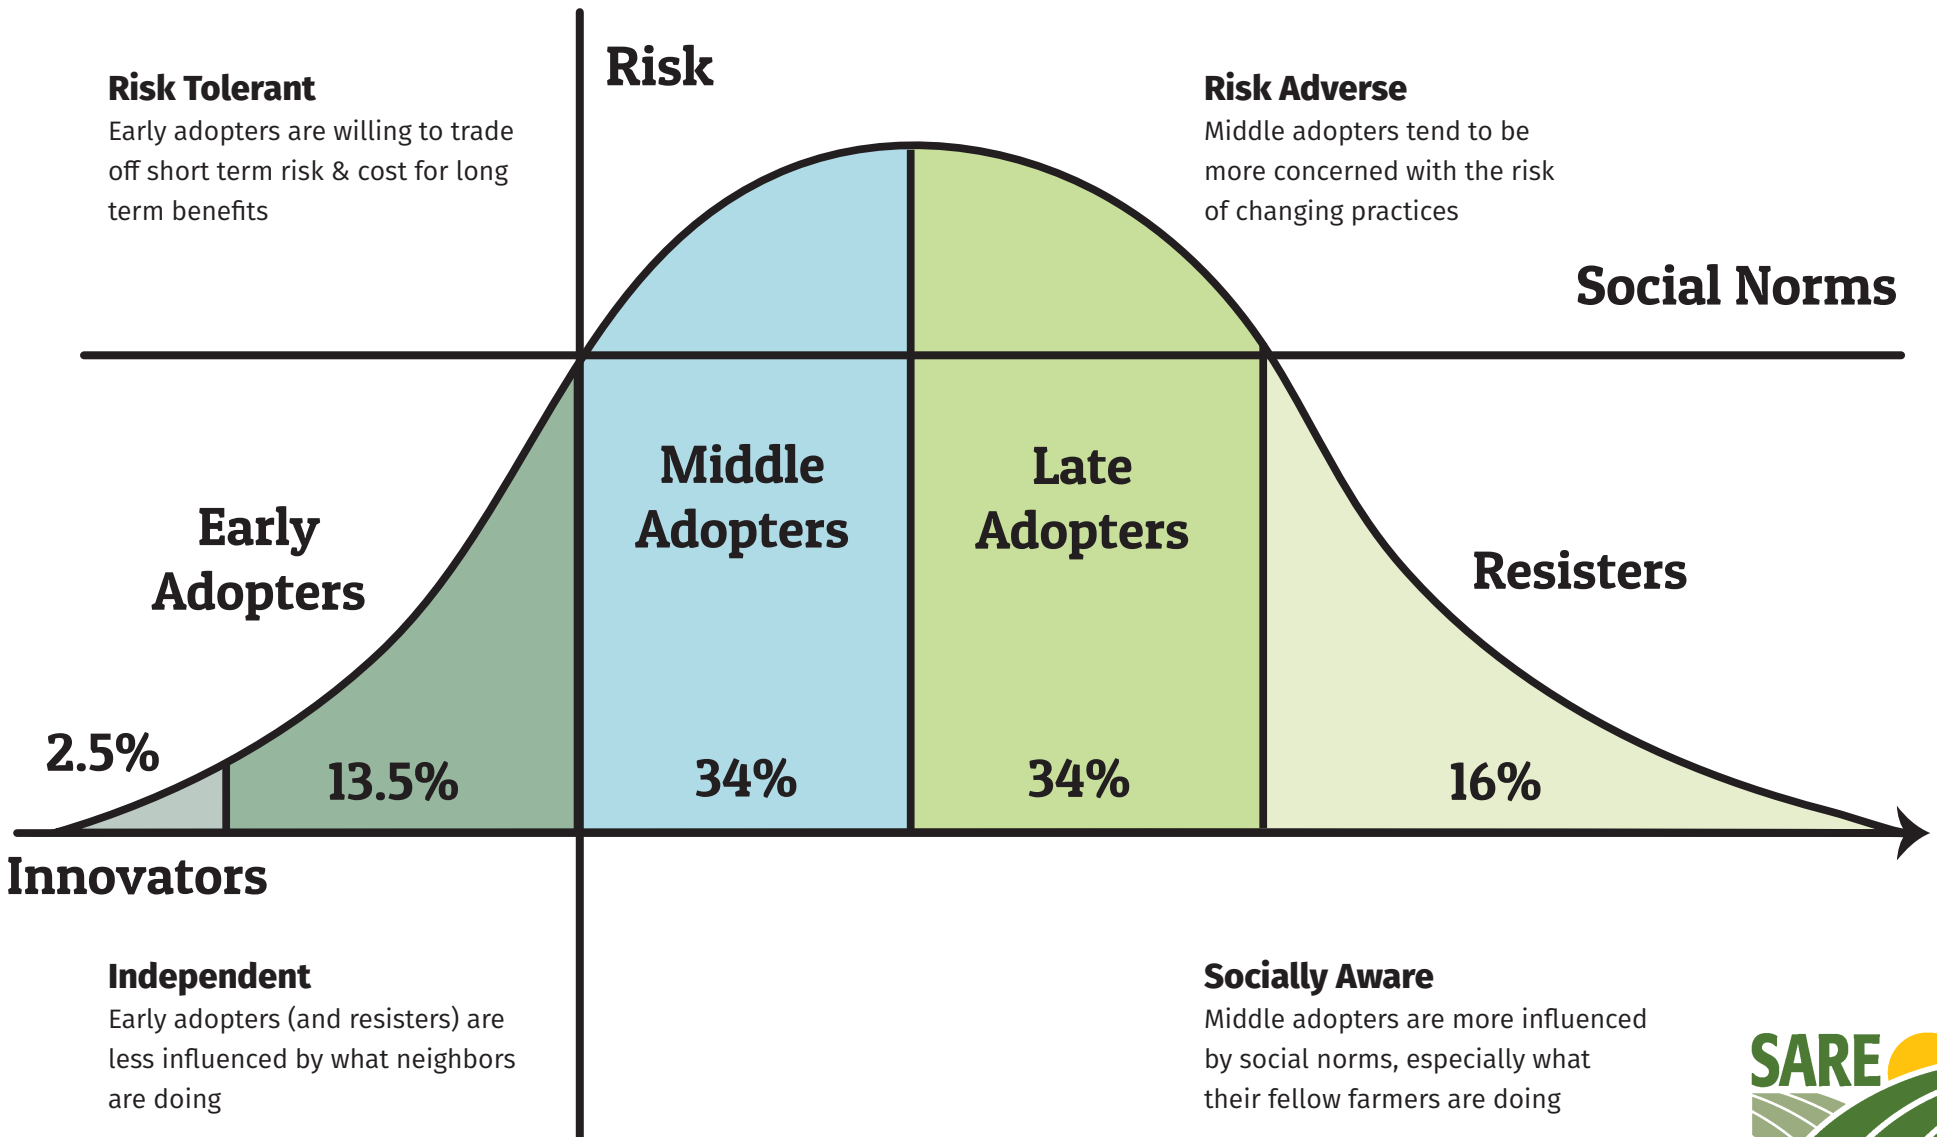 Risk
Risk Tolerant
Early adopters are willing to trade
off short term risk & cost for long
term benefits
Risk Adverse
Middle adopters tend to be
more concerned with the risk
of changing practices
Social Norms
Early
Adopters
Middle
Adopters
Late
Adopters
Resisters
2.5%
13.5%
34%
34%
16%
Innovators
Independent
Early adopters (and resisters) are
less influenced by what neighbors
are doing
Socially Aware
Middle adopters are more influenced
by social norms, especially what
their fellow farmers are doing
SARE